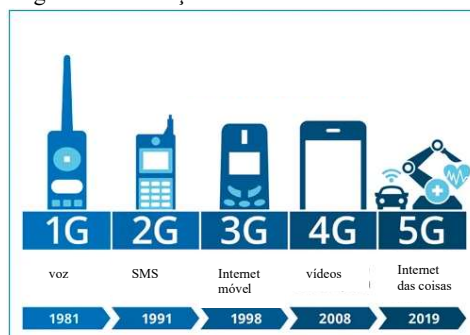 1G 2G 3G 4G 5G
voz SMS Internet móvel vídeos Internet das coisas
1981 1991 1998 2008 2019